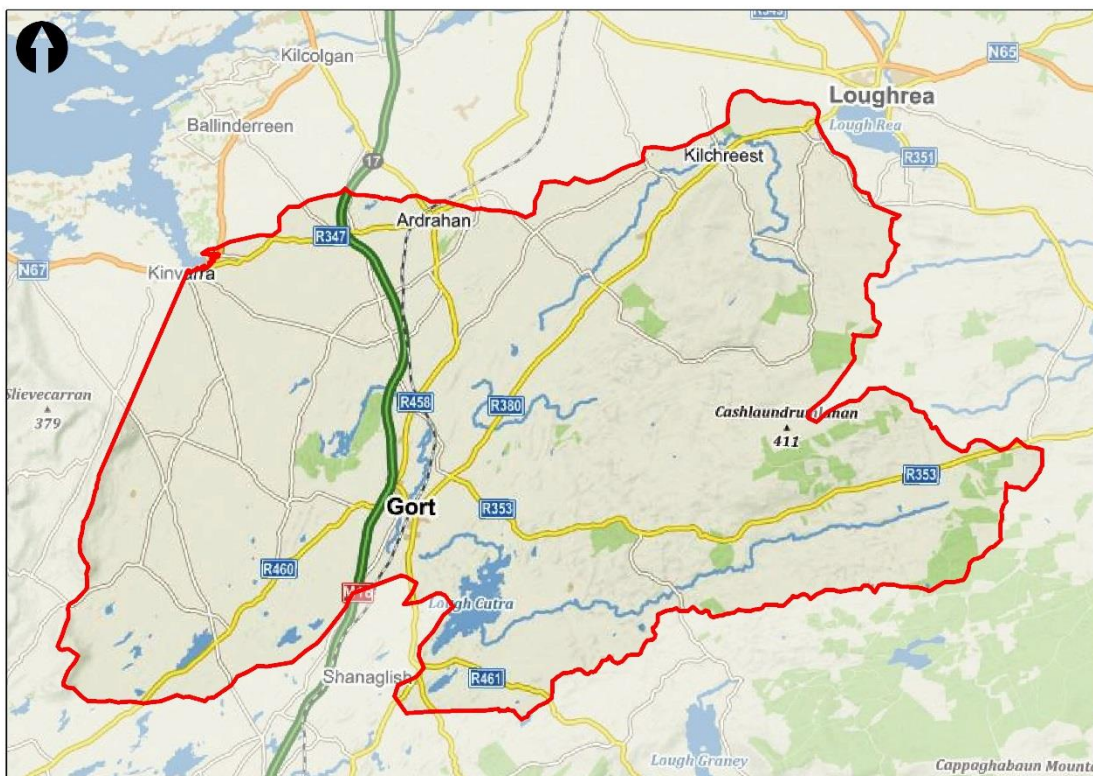 Kilcolgan
N65
Loughrea
Lough Rea
Ballinderreen
17
Kilchreest
R351
Ardrahan
R347
N67
Kinvarra
Slievecarran
379
R458
R380
Cashlaundrumlahan
411
R353
Gort
R353
R460
M18
Lough Cutra
Shanaglish
R461
Lough Graney